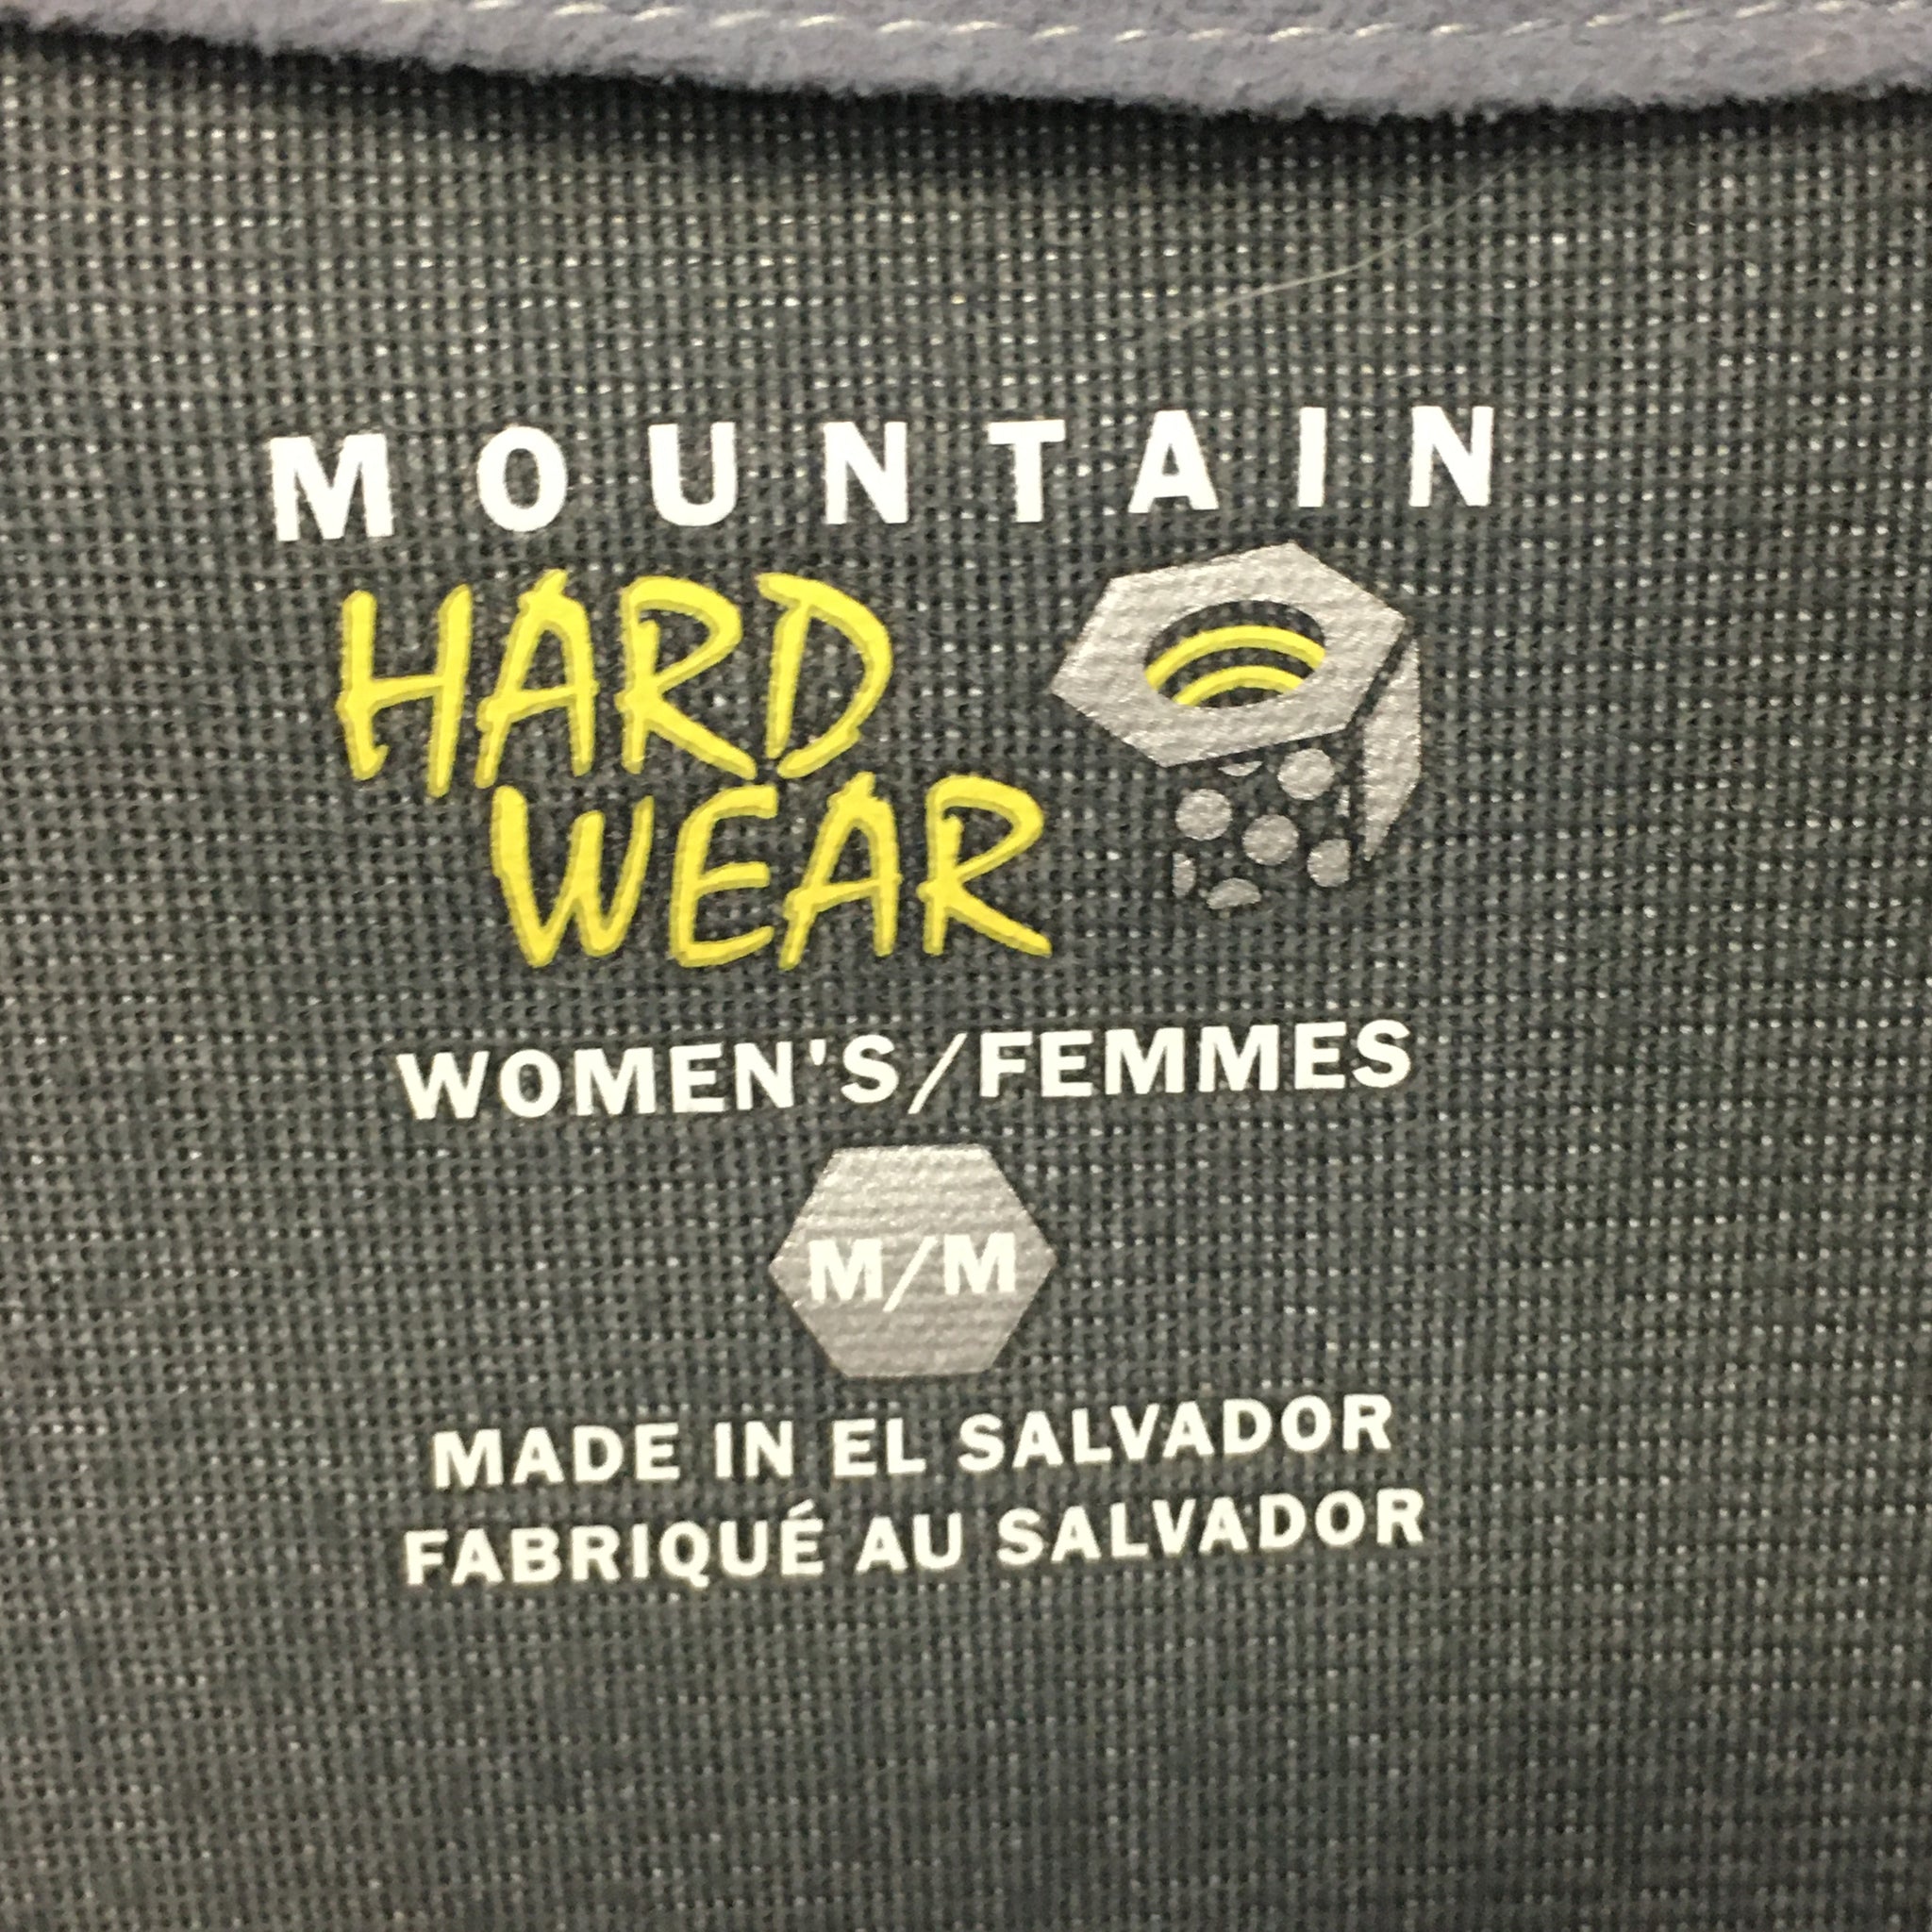 MOUNTAIN
HARD
WEAR
WOMEN'S/FEMMES
M/M
MADE IN EL SALVADOR
FABRIQUÉ AU SALVADOR